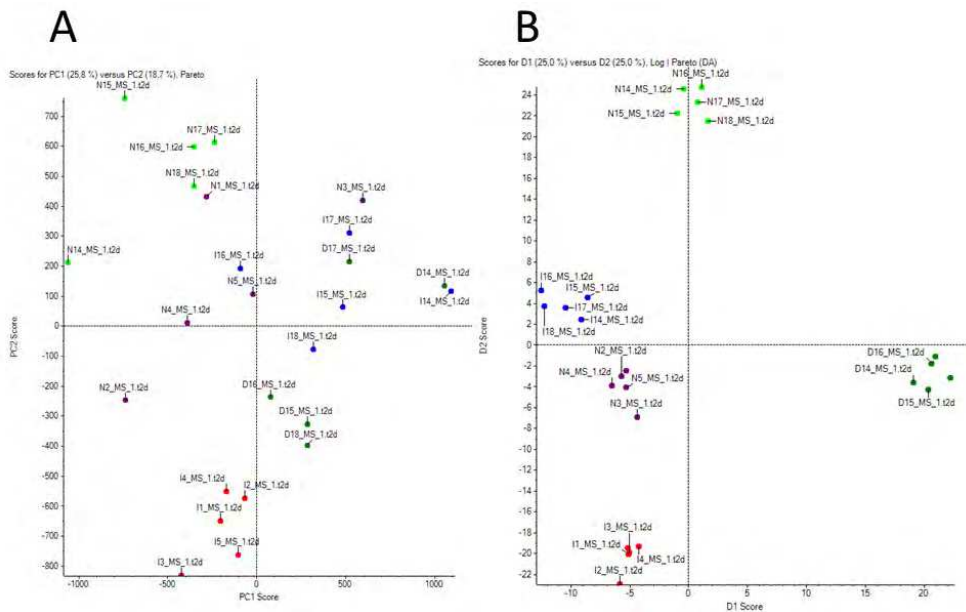 A
B
Scores for PC1 (25,8 %) versus PC2 (18,7 %), Pareto
N15_MS_1.t2d
700
N17_MS_1.t2d
600
N16_MS_1.t2d
500
N18_MS_1.t2d
N1_MS_1.t2d
N3_MS_1.t2d
400
I17_MS_1.t2d
300
N14_MS_1.t2d
D17_MS_1.t2d
I16_MS_1.t2d
200
D14_MS_1.t2d
N5_MS_1.t2d
I15_MS_1.t2d
I14_MS_1.t2d
100
N4_MS_1.t2d
0
I18_MS_1.t2d
-100
N2_MS_1.t2d
D16_MS_1.t2d
-200
D15_MS_1.t2d
-300
D18_MS_1.t2d
-400
I4_MS_1.t2d
I2_MS_1.t2d
-500
I1_MS_1.t2d
-600
I5_MS_1.t2d
-700
I3_MS_1.t2d
-800
PC2 Score
-1000 -500 0 500 1000
PC1 Score
Scores for D1 (25,0 %) versus D2 (25,0 %), Log | Pareto (DA)
N16_MS_1.t2d
24
N14_MS_1.t2d
22
N17_MS_1.t2d
N15_MS_1.t2d
N18_MS_1.t2d
20
18
16
14
12
10
8
6
I16_MS_1.t2d
I15_MS_1.t2d
4
I17_MS_1.t2d
I14_MS_1.t2d
2
I18_MS_1.t2d
0
N2_MS_1.t2d
D16_MS_1.t2d
-2
N4_MS_1.t2d
N5_MS_1.t2d
D14_MS_1.t2d
-4
N3_MS_1.t2d
D15_MS_1.t2d
-6
-8
-10
-12
-14
-16
-18
I3_MS_1.t2d
I1_MS_1.t2d
I4_MS_1.t2d
-20
I2_MS_1.t2d
-22
D2 Score
-10 -5 0 5 10 15 20
D1 Score